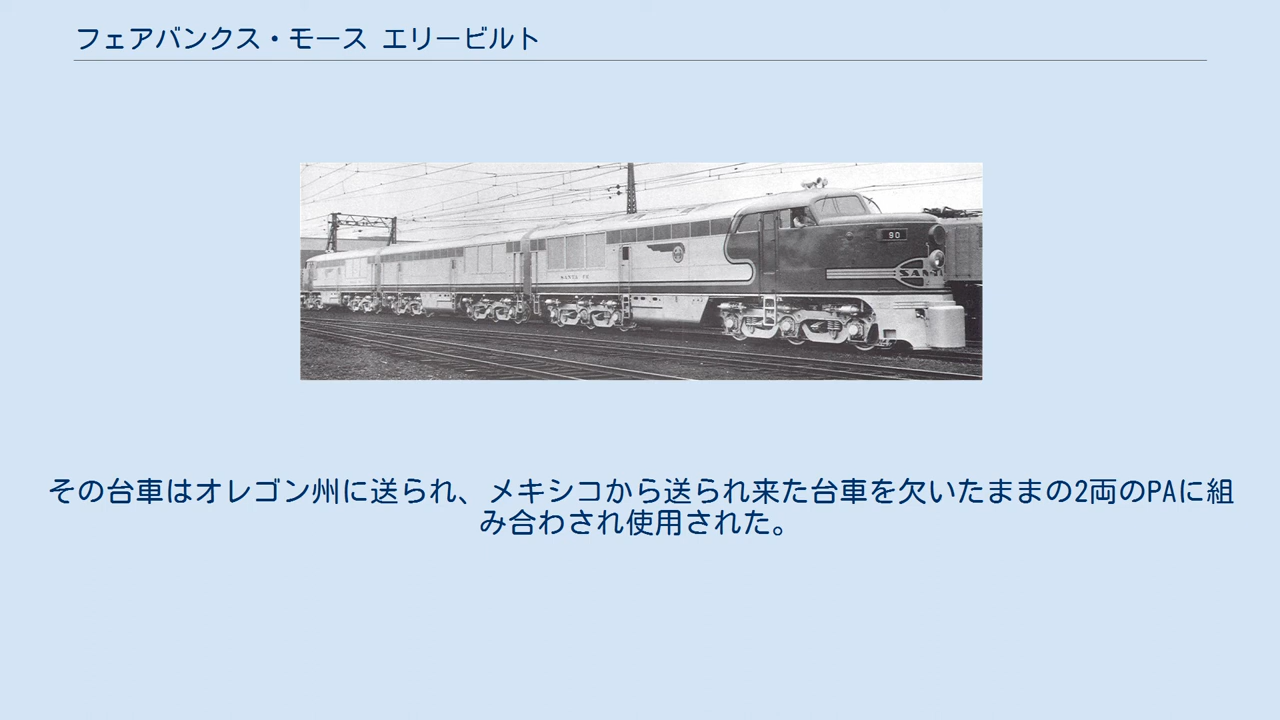 フェアバンクス・モース エリービルト
90
SANTA FE
その台車はオレゴン州に送られ、メキシコから送られ来た台車を欠いたままの2両のPAに組
み合わされ使用された。